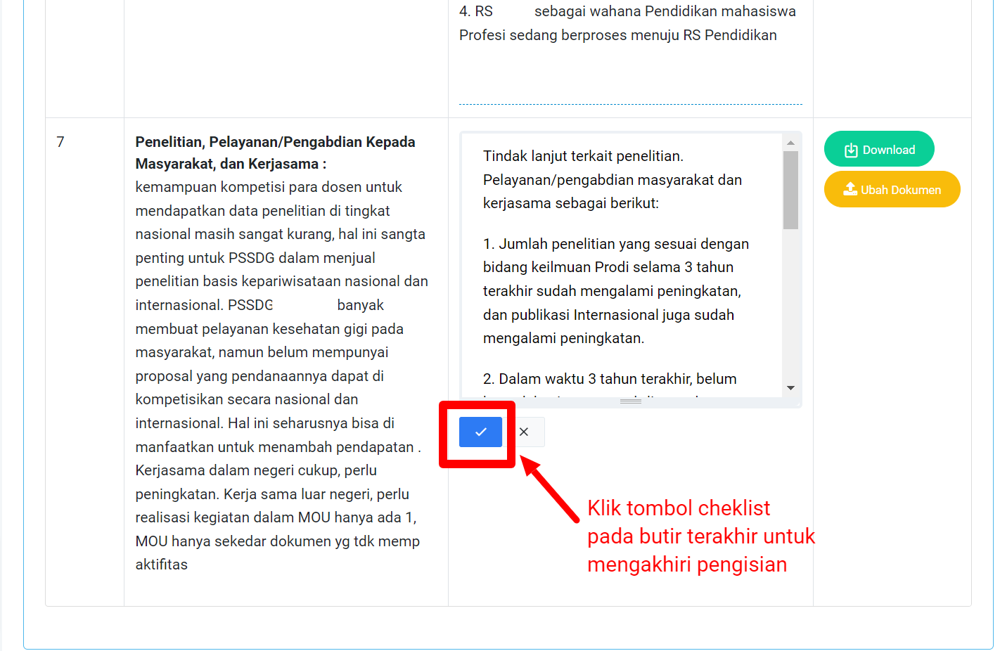 4. RS sebagai wahana Pendidikan mahasiswa
Profesi sedang berproses menuju RS Pendidikan
7
Penelitian, Pelayanan/Pengabdian Kepada
Masyarakat, dan Kerjasama :
kemampuan kompetisi para dosen untuk
mendapatkan data penelitian di tingkat
nasional masih sangat kurang, hal ini sangta
penting untuk PSSDG dalam menjual
penelitian basis kepariwisataan nasional dan
internasional. PSSDG banyak
membuat pelayanan kesehatan gigi pada
masyarakat, namun belum mempunyai
proposal yang pendanaannya dapat di
kompetisikan secara nasional dan
internasional. Hal ini seharusnya bisa di
manfaatkan untuk menambah pendapatan .
Kerjasama dalam negeri cukup, perlu
peningkatan. Kerja sama luar negeri, perlu
realisasi kegiatan dalam MOU hanya ada 1,
MOU hanya sekedar dokumen yg tdk memp
aktifitas
Tindak lanjut terkait penelitian.
Pelayanan/pengabdian masyarakat dan
kerjasama sebagai berikut:
1. Jumlah penelitian yang sesuai dengan
bidang keilmuan Prodi selama 3 tahun
terakhir sudah mengalami peningkatan,
dan publikasi Internasional juga sudah
mengalami peningkatan.
2. Dalam waktu 3 tahun terakhir, belum
Download
Ubah Dokumen
Klik tombol cheklist
pada butir terakhir untuk
mengakhiri pengisian